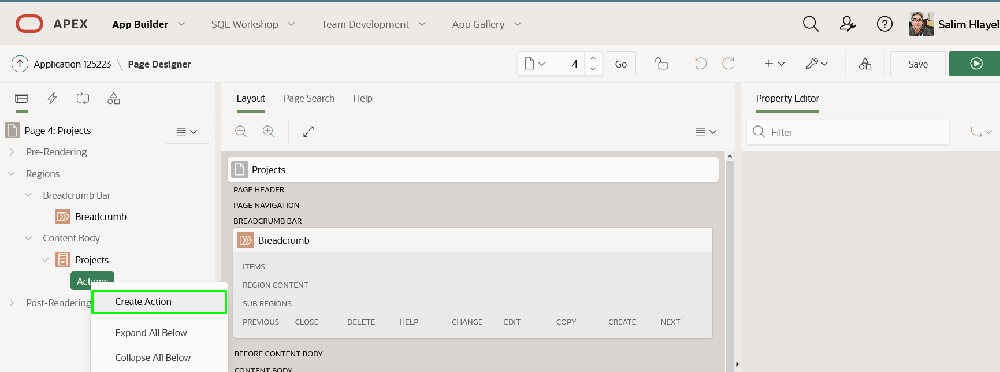 APEX App Builder SQL Workshop Team Development App Gallery Salim Hlayel
Application 125223 \ Page Designer 4 Go Save
Layout Page Search Help Property Editor
Page 4: Projects
Filter
Pre-Rendering
Regions
Breadcrumb Bar
Breadcrumb
Content Body
Projects
Actions
Post-Rendering
Create Action
Expand All Below
Collapse All Below
Projects
PAGE HEADER
PAGE NAVIGATION
BREADCRUMB BAR
Breadcrumb
ITEMS
REGION CONTENT
SUB REGIONS
PREVIOUS CLOSE DELETE HELP CHANGE EDIT COPY CREATE NEXT
BEFORE CONTENT BODY
CONTENT BODY